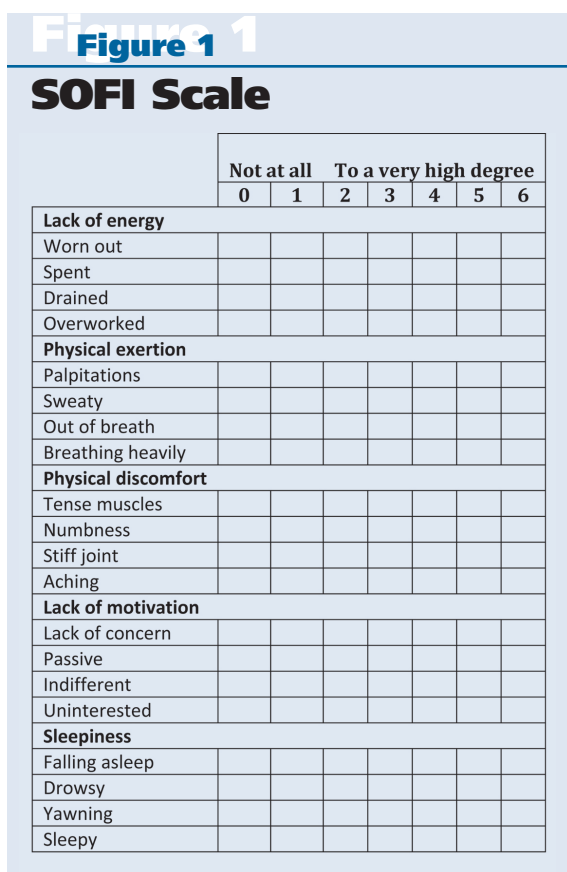 Figure 1
Figure 1
SOFI Scale
Not at all To a very high degree
0 1 2 3 4 5 6
Lack of energy
Worn out
Spent
Drained
Overworked
Physical exertion
Palpitations
Sweaty
Out of breath
Breathing heavily
Physical discomfort
Tense muscles
Numbness
Stiff joint
Aching
Lack of motivation
Lack of concern
Passive
Indifferent
Uninterested
Sleepiness
Falling asleep
Drowsy
Yawning
Sleepy